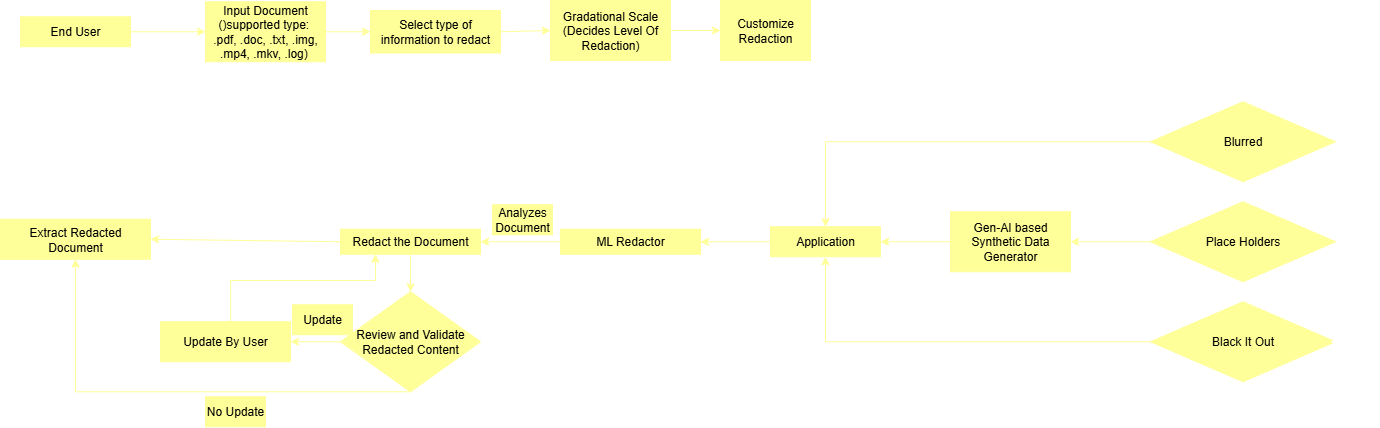 End User
Input Document
()supported type:
.pdf, .doc, .txt, .img,
.mp4, .mkv, .log)
Select type of
information to redact
Gradational Scale
(Decides Level Of
Redaction)
Customize
Redaction
Blurred
Extract Redacted
Document
Redact the Document
Analyzes
Document
ML Redactor
Application
Gen-AI based
Synthetic Data
Generator
Place Holders
Update By User
Update
Review and Validate
Redacted Content
Black It Out
No Update